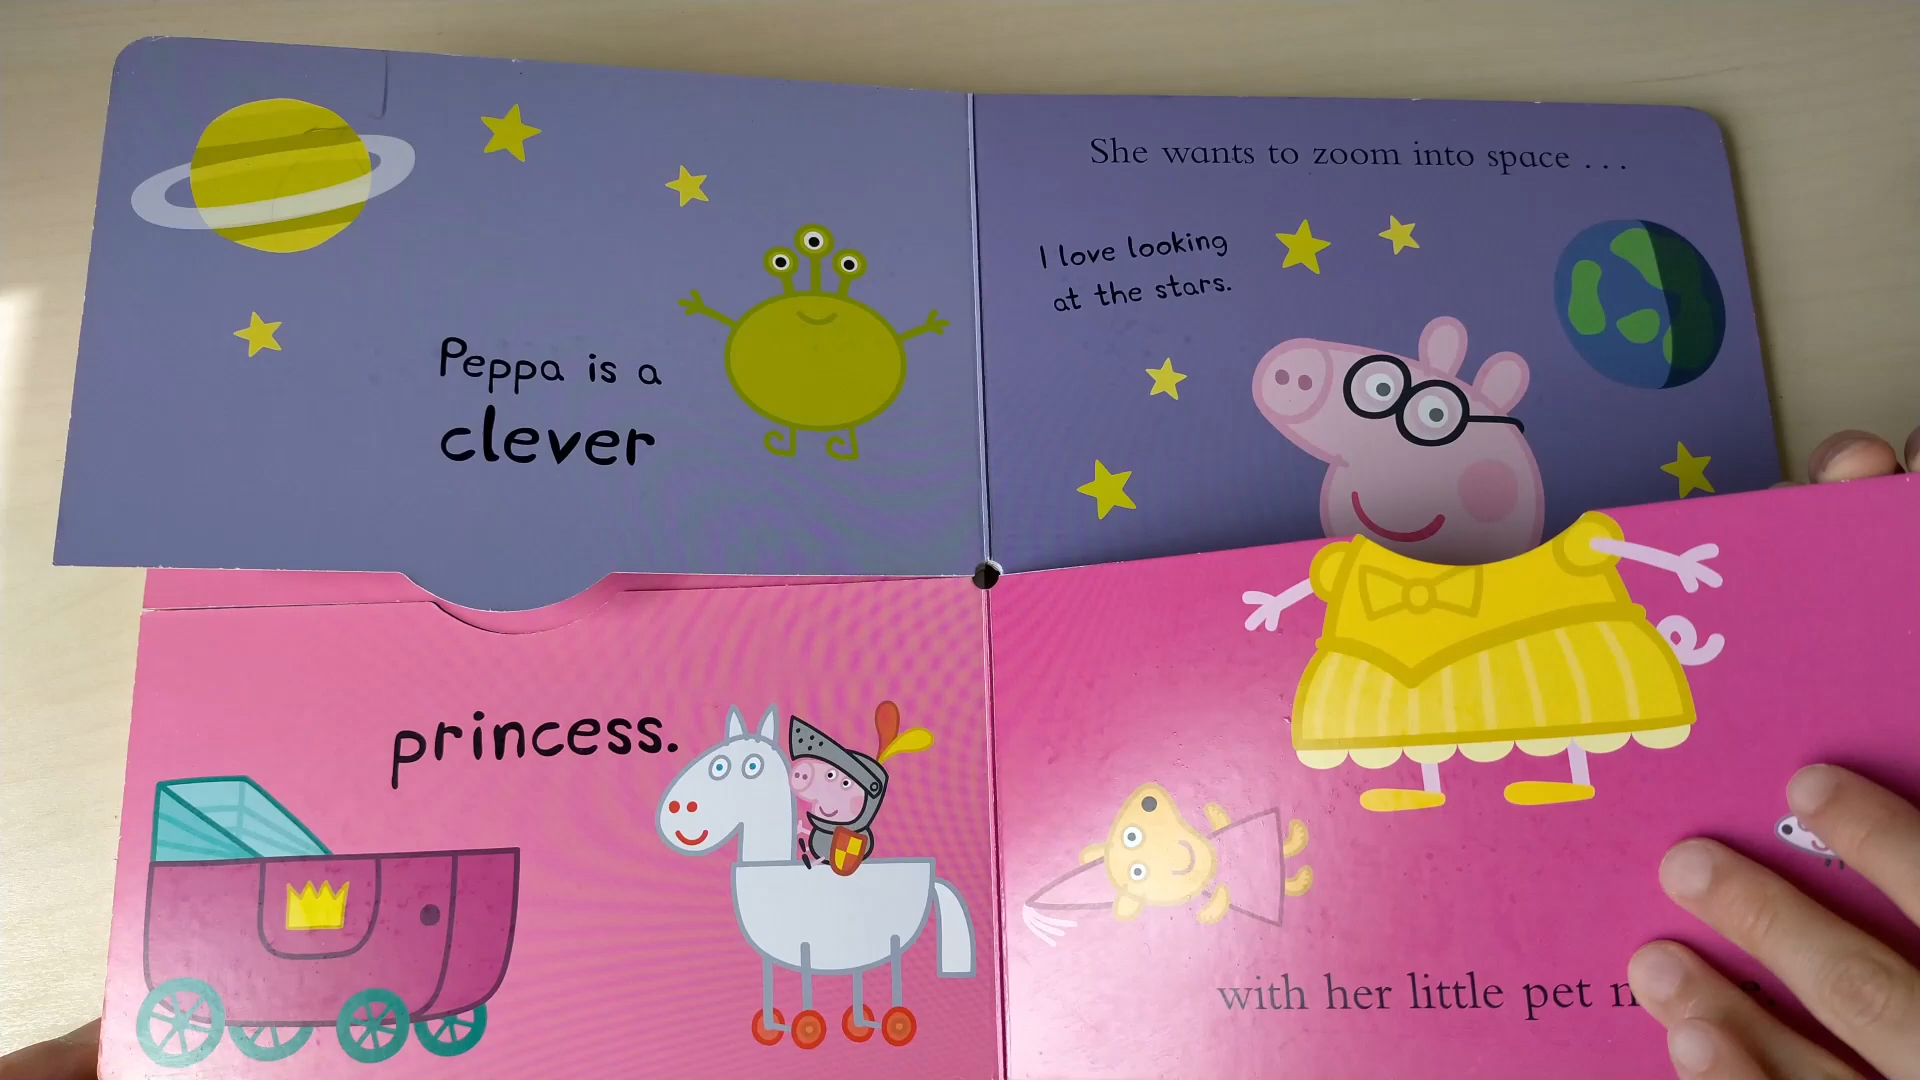 Peppa is a
clever
She wants to zoom into space . . .
I love looking
at the stars.
princess.
with her little pet